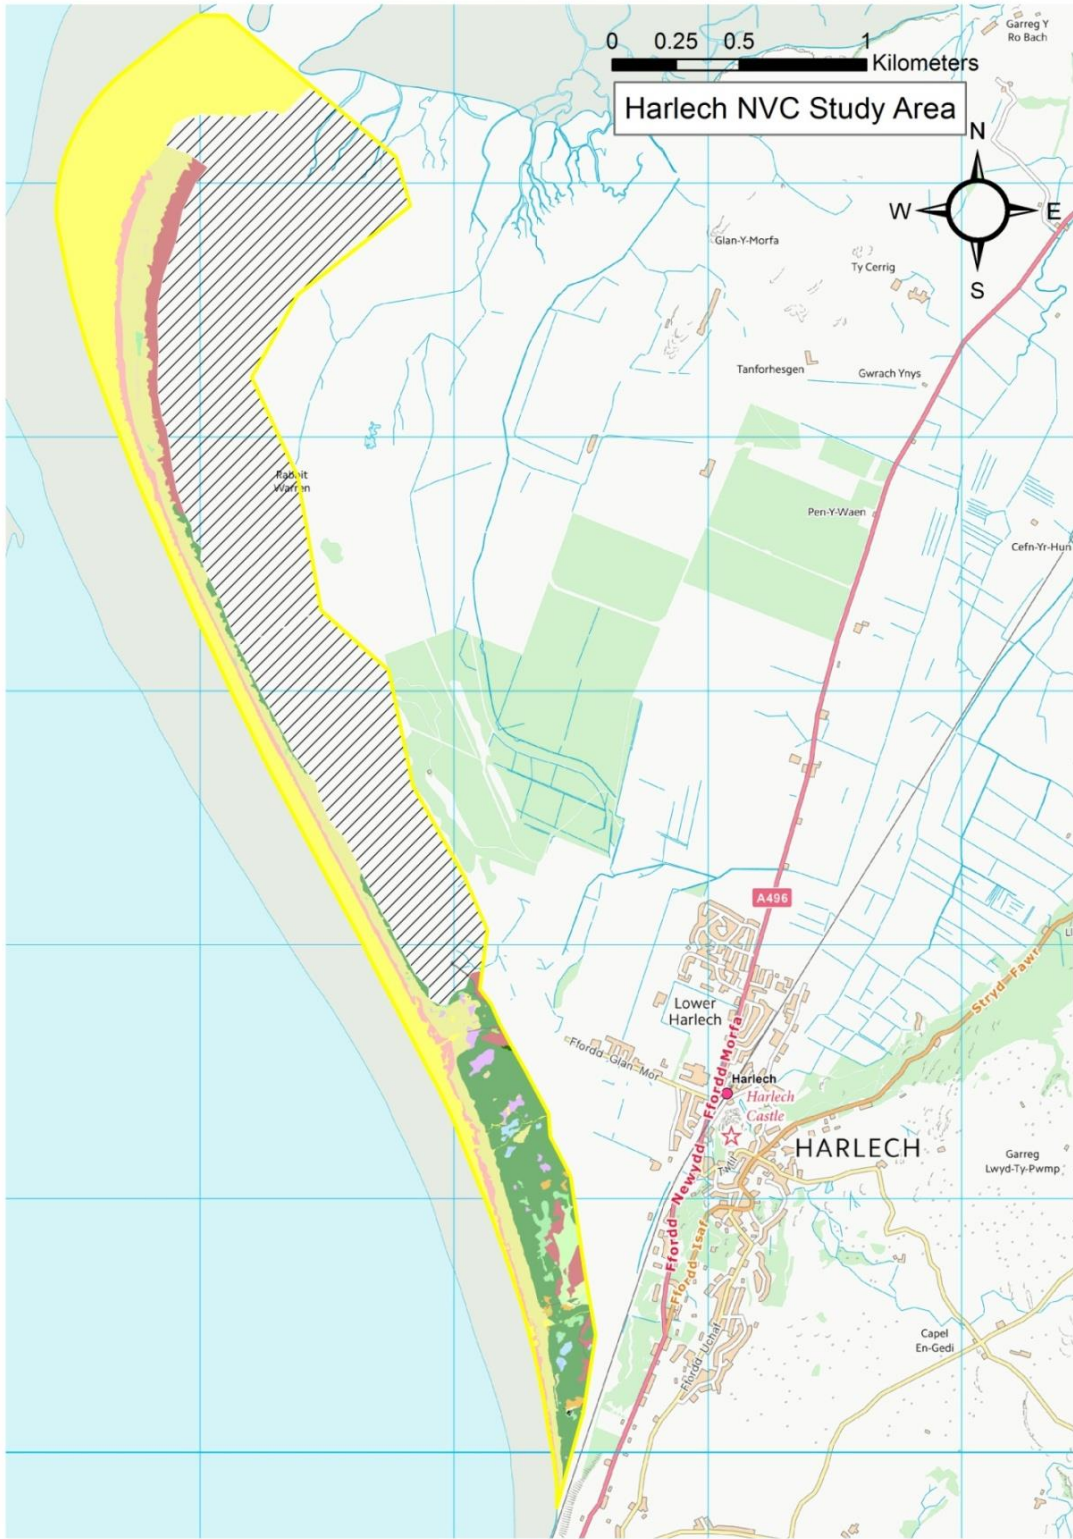 Garreg Y
Ro Bach
0 0.25 0.5 1
Kilometers
Harlech NVC Study Area
N
W E
S
Glan-Y-Morfa
Ty Cerrig
Tanforhesgen
Gwrach Ynys
Rabbit
Warren
Pen-Y-Waen
Cefn-Yr-Hun
A496
Ll
Stryd Fawr
Lower
Harlech
Ffordd Morfa
Ffordd Glan Mor
Harlech
Harlech
Castle
HARLECH
Twtil
Garreg
Lwyd-Ty-Pwmp
Ffordd Newydd
Ffordd Isaf
Ffordd Uchaf
Capel
En-Gedi